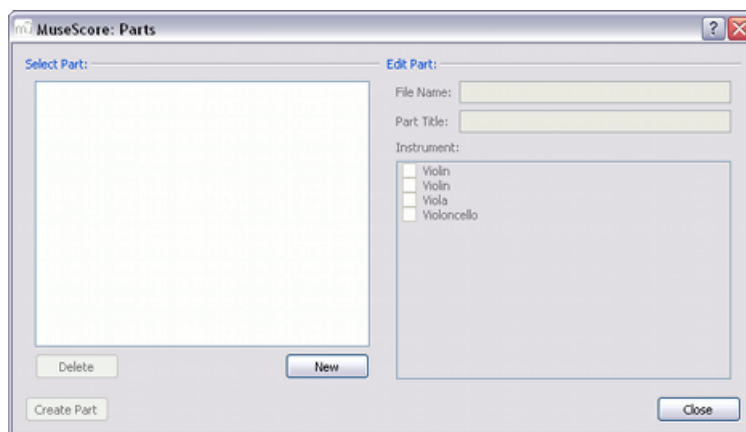 MuseScore: Parts
Select Part:
Delete
New
Create Part
Edit Part:
File Name:
Part Title:
Instrument:
Violin
Violin
Viola
Violoncello
Close